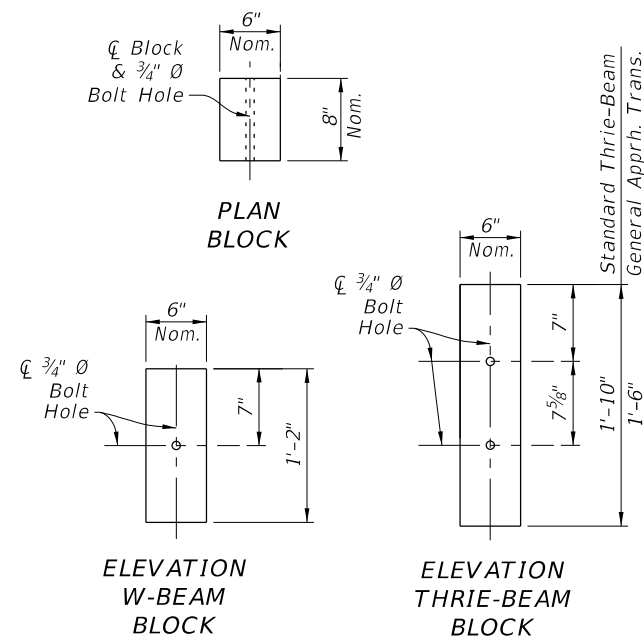 6"
Nom.
℄ Block
& ¾" Ø
Bolt Hole
8"
Nom.
PLAN
BLOCK
6"
Nom.
℄ ¾" Ø
Bolt
Hole
7"
1'-2"
ELEVATION
W-BEAM
BLOCK
Standard Thrie-Beam
General Apprh. Trans.
6"
Nom.
℄ ¾" Ø
Bolt
Hole
7"
7⅝"
1'-10"
1'-6"
ELEVATION
THRIE-BEAM
BLOCK